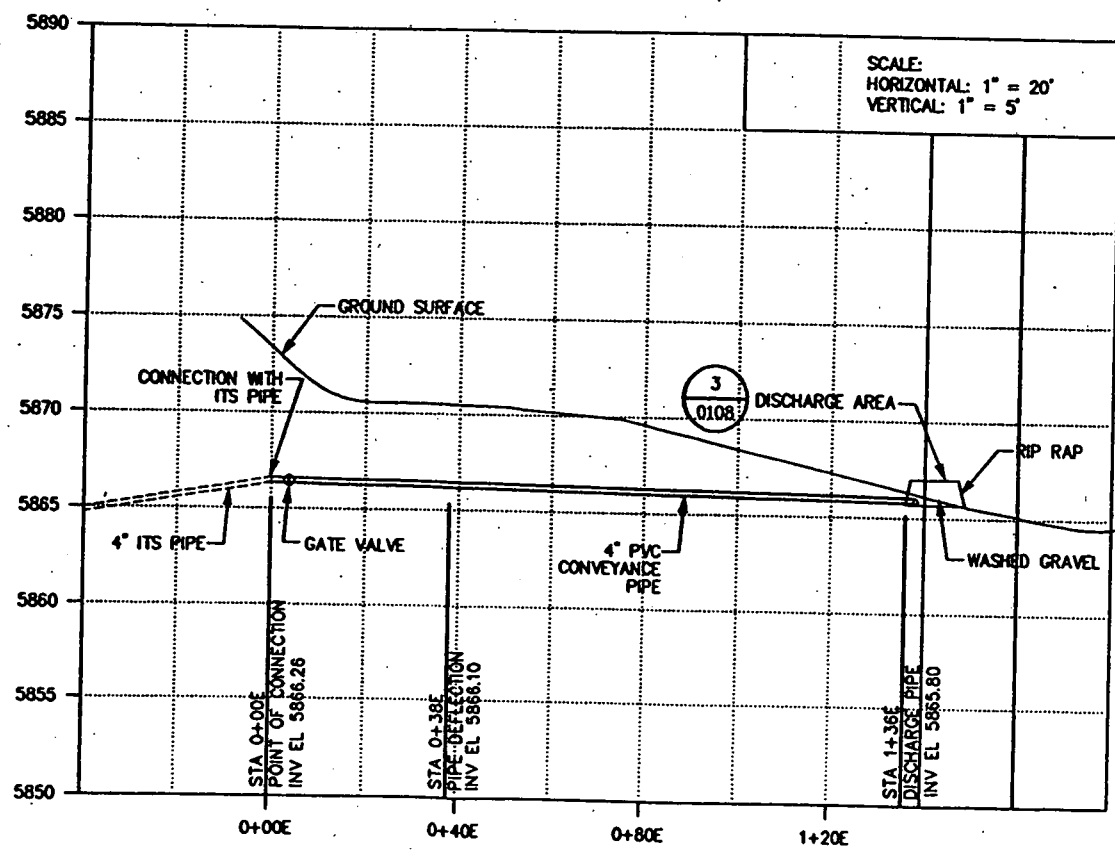 5890
SCALE:
HORIZONTAL: 1" = 20'
VERTICAL: 1" = 5'
5885
5880
5875
GROUND SURFACE
CONNECTION WITH
ITS PIPE
3
0108
DISCHARGE AREA
5870
RIP RAP
5865
4" ITS PIPE
GATE VALVE
4" PVC
CONVEYANCE
PIPE
WASHED GRAVEL
5860
5855
5850
STA 0+00E
POINT OF CONNECTION
INV EL 5866.26
STA 0+38E
PIPE DEFLECTION
INV EL 5866.10
STA 1+36E
DISCHARGE PIPE
INV EL 5865.80
0+00E
0+40E
0+80E
1+20E